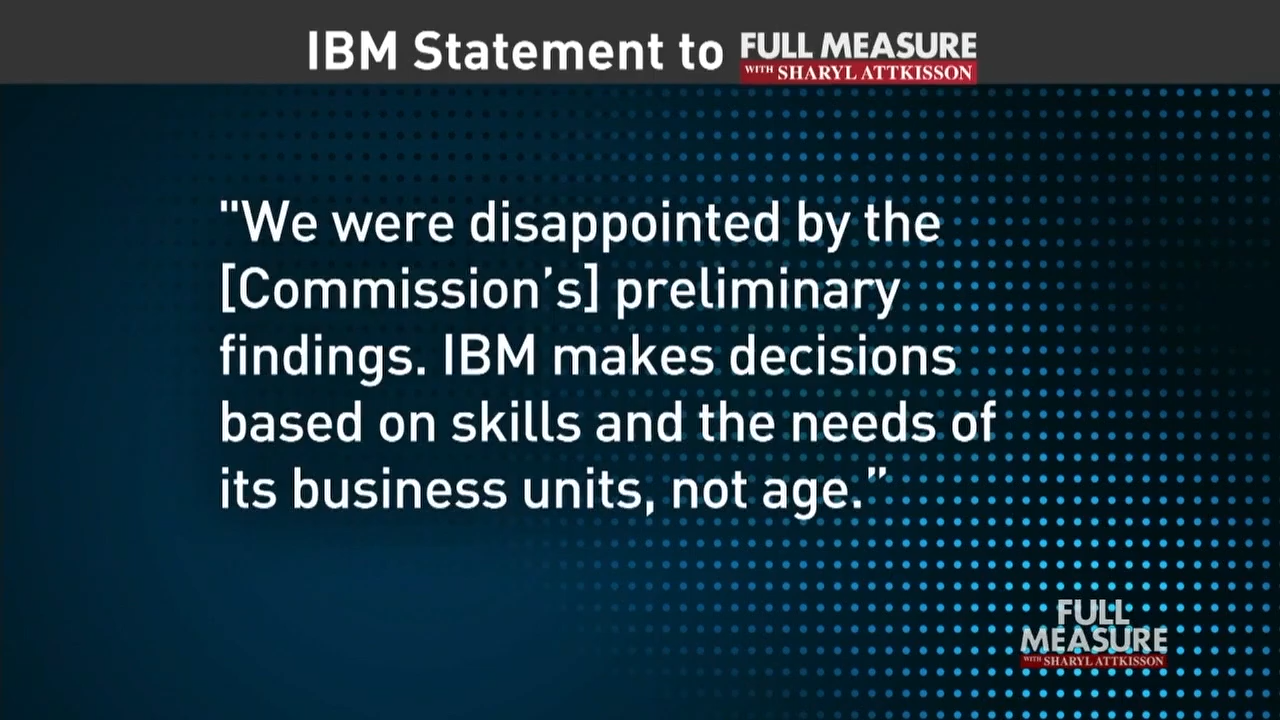 IBM Statement to FULL MEASURE
WITH SHARYL ATTKISSON
"We were disappointed by the
[Commission’s] preliminary
findings. IBM makes decisions
based on skills and the needs of
its business units, not age.”
FULL
MEASURE
WITH SHARYL ATTKISSON